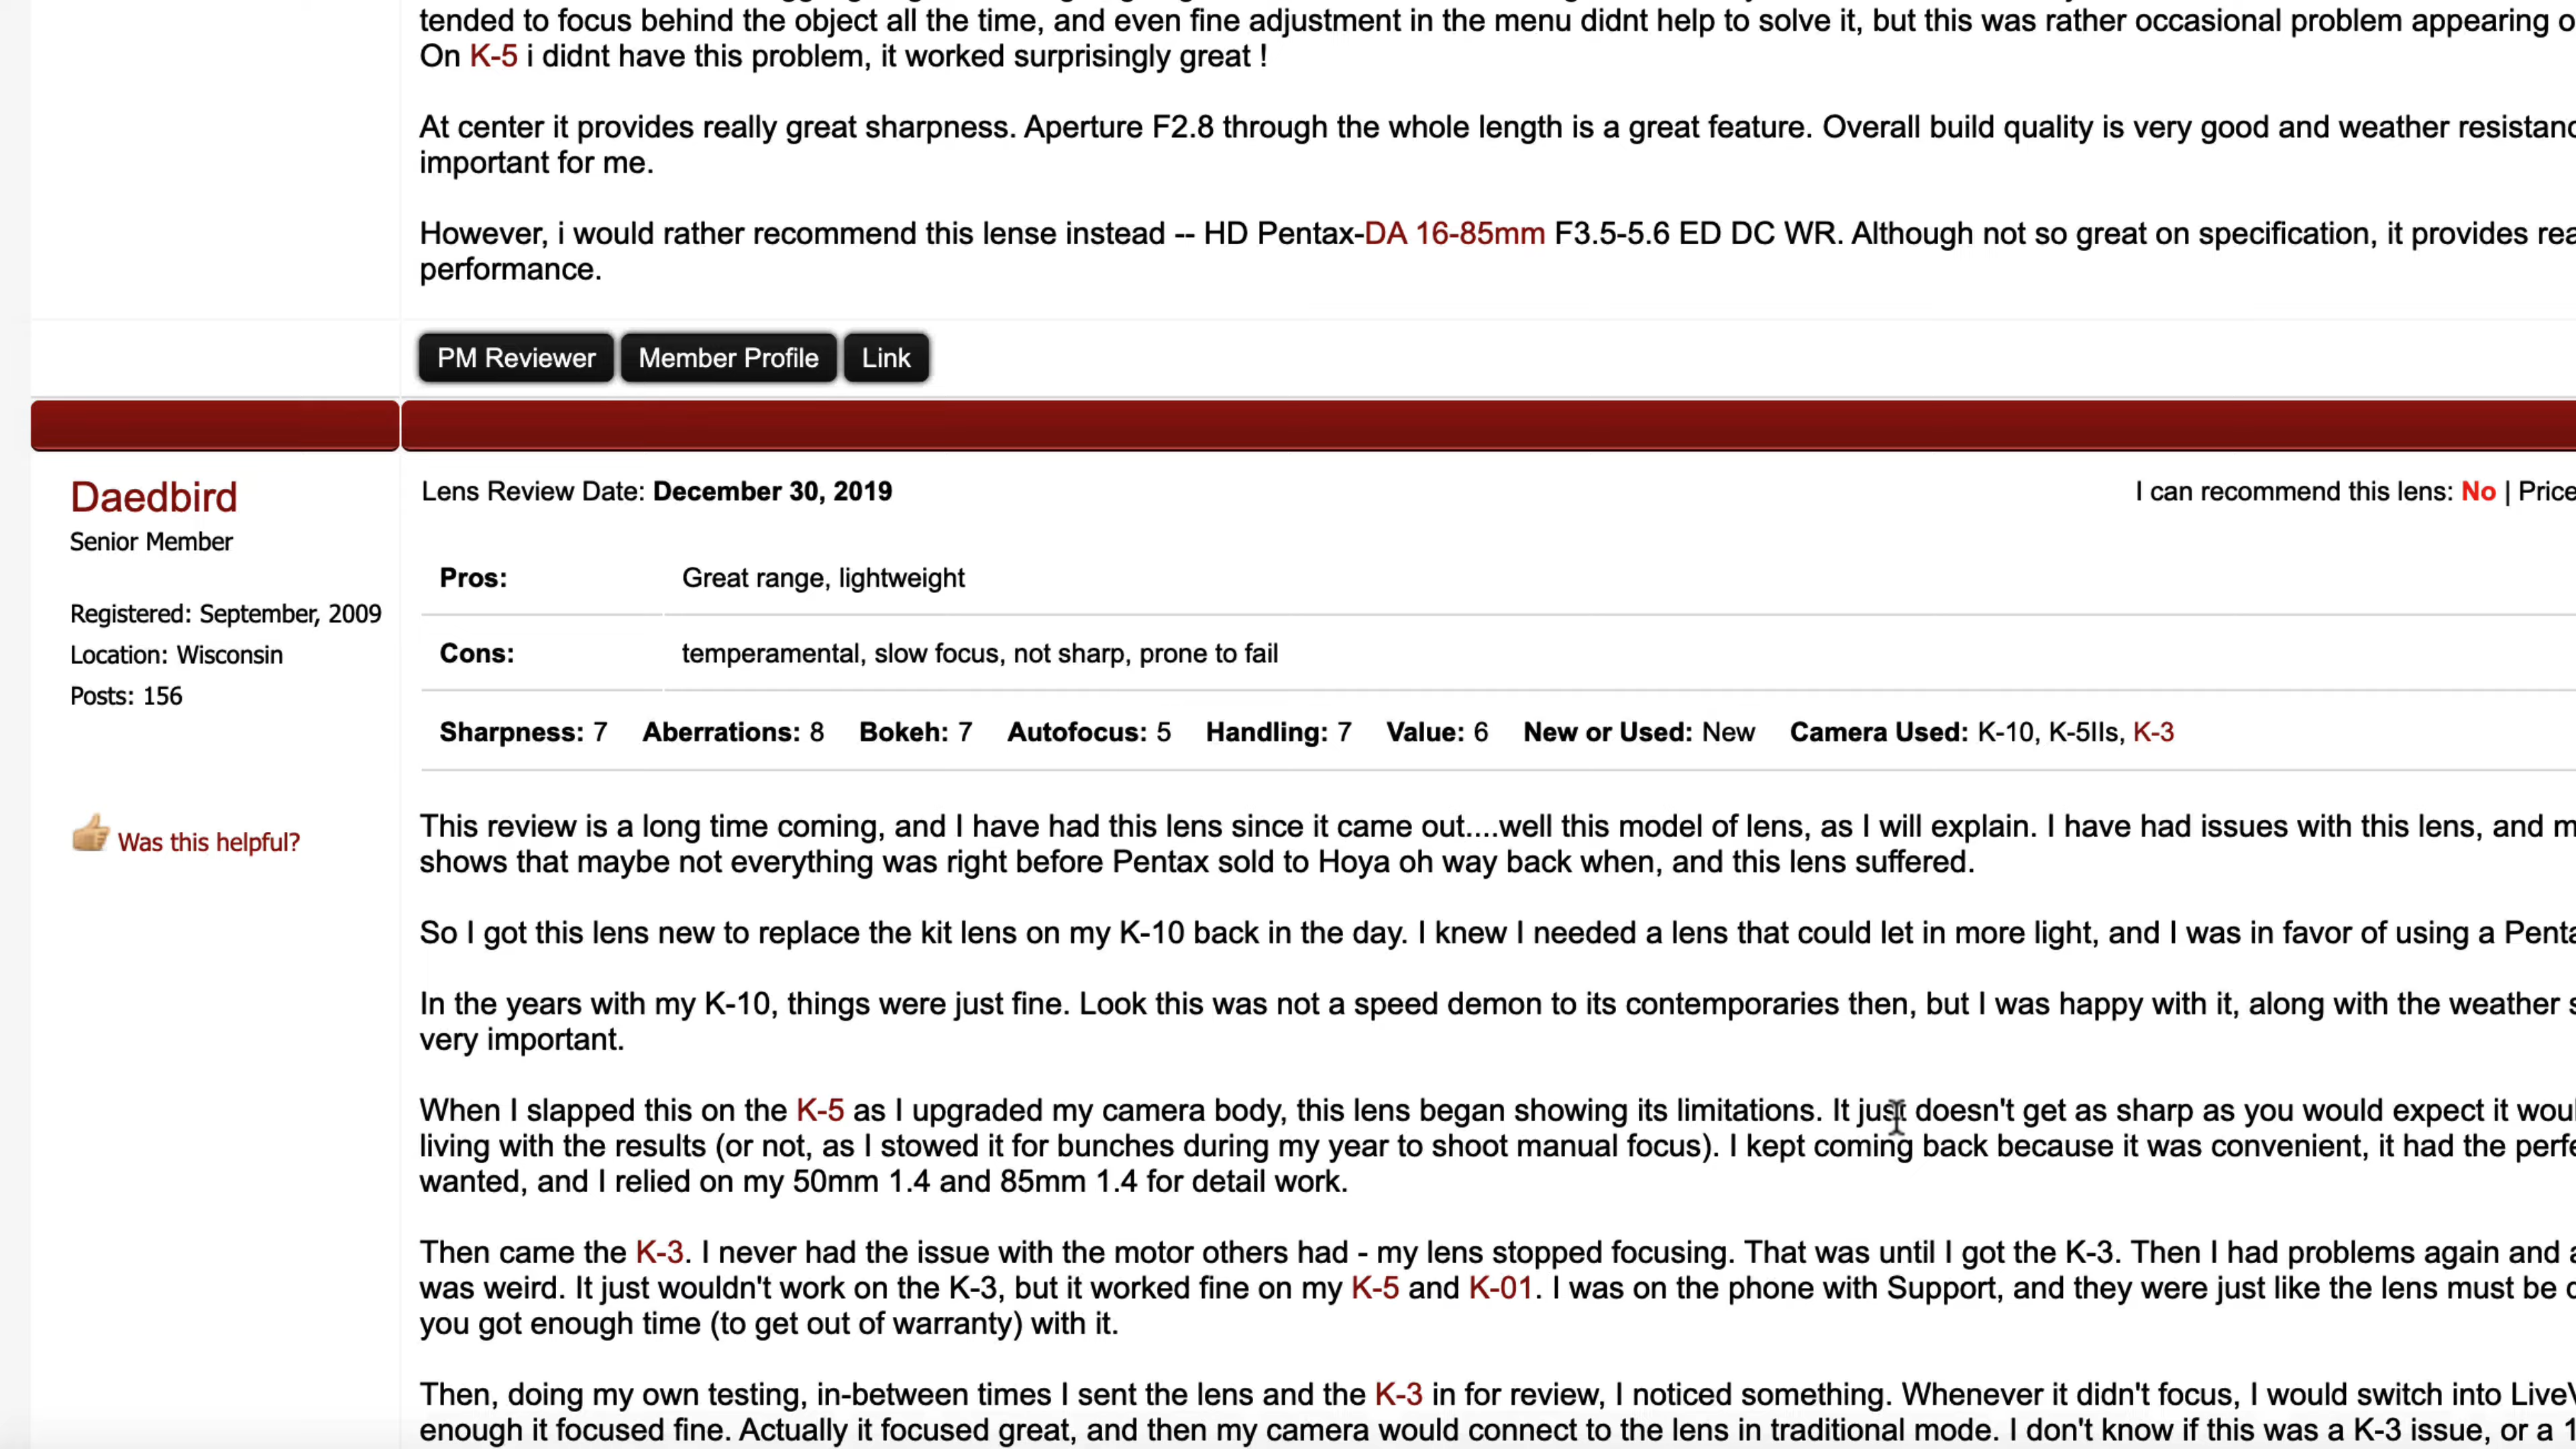 tended to focus behind the object all the time, and even fine adjustment in the menu didnt help to solve it, but this was rather occasional problem appearing
On K-5 i didnt have this problem, it worked surprisingly great !
At center it provides really great sharpness. Aperture F2.8 through the whole length is a great feature. Overall build quality is very good and weather
important for me.
However, i would rather recommend this lense instead -- HD Pentax-DA 16-85mm F3.5-5.6 ED DC WR. Although not so great on specification, it provides
performance.
PM Reviewer Member Profile Link
Daedbird
Senior Member
Registered: September, 2009
Location: Wisconsin
Posts: 156
Was this helpful?
Lens Review Date: December 30, 2019
I can recommend this lens: No | Price
Pros: Great range, lightweight
Cons: temperamental, slow focus, not sharp, prone to fail
Sharpness: 7 Aberrations: 8 Bokeh: 7 Autofocus: 5 Handling: 7 Value: 6 New or Used: New Camera Used: K-10, K-5IIs, K-3
This review is a long time coming, and I have had this lens since it came out....well this model of lens, as I will explain. I have had issues with this lens, and
shows that maybe not everything was right before Pentax sold to Hoya oh way back when, and this lens suffered.
So I got this lens new to replace the kit lens on my K-10 back in the day. I knew I needed a lens that could let in more light, and I was in favor of using a
In the years with my K-10, things were just fine. Look this was not a speed demon to its contemporaries then, but I was happy with it, along with the weather
very important.
When I slapped this on the K-5 as I upgraded my camera body, this lens began showing its limitations. It just doesn't get as sharp as you would expect it
living with the results (or not, as I stowed it for bunches during my year to shoot manual focus). I kept coming back because it was convenient, it had the
wanted, and I relied on my 50mm 1.4 and 85mm 1.4 for detail work.
Then came the K-3. I never had the issue with the motor others had - my lens stopped focusing. That was until I got the K-3. Then I had problems again and
was weird. It just wouldn't work on the K-3, but it worked fine on my K-5 and K-01. I was on the phone with Support, and they were just like the lens must be
you got enough time (to get out of warranty) with it.
Then, doing my own testing, in-between times I sent the lens and the K-3 in for review, I noticed something. Whenever it didn't focus, I would switch into
enough it focused fine. Actually it focused great, and then my camera would connect to the lens in traditional mode. I don't know if this was a K-3 issue, or a